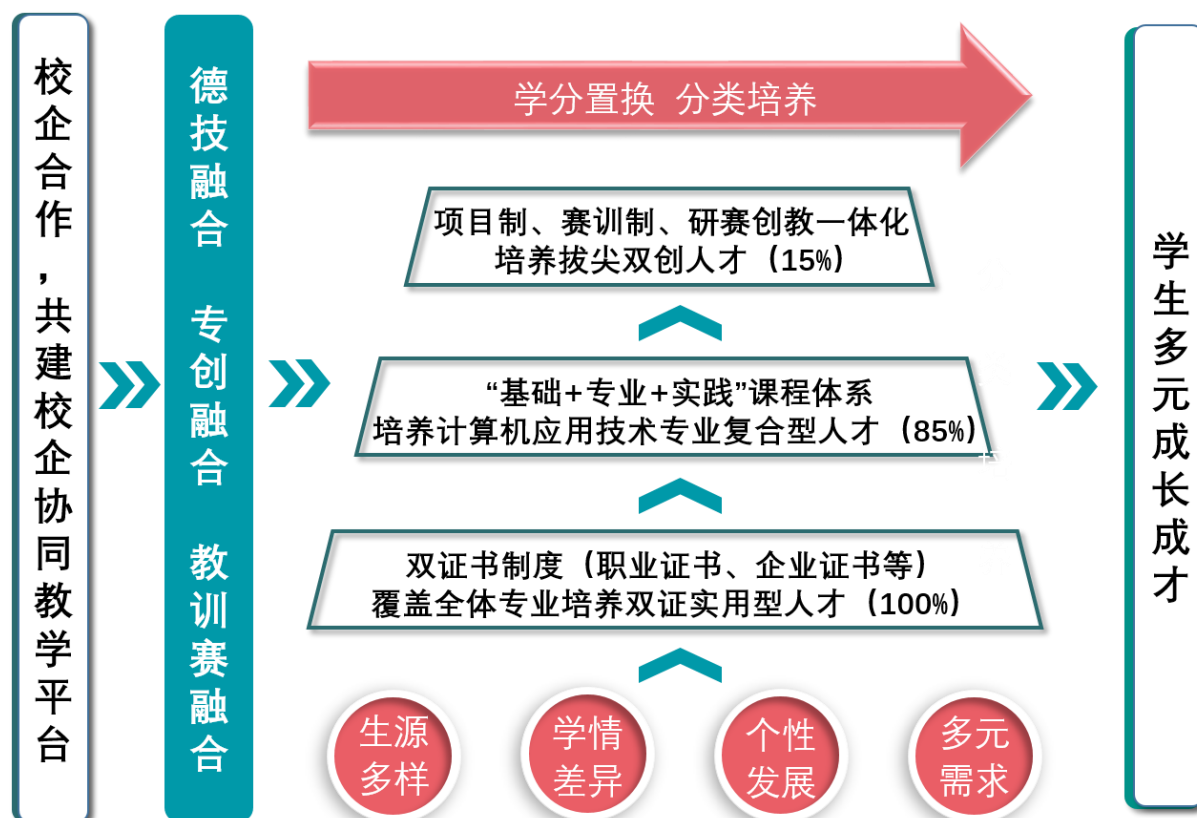 校企合作，共建校企协同教学平台
德技融合 专创融合 教训赛融合
学分置换 分类培养
项目制、赛训制、研赛创教一体化
培养拔尖双创人才（15%）
“基础+专业+实践”课程体系
培养计算机应用技术专业复合型人才（85%）
双证书制度（职业证书、企业证书等）
覆盖全体专业培养双证实用型人才（100%）
生源
多样
学情
差异
个性
发展
多元
需求
学生多元成长成才